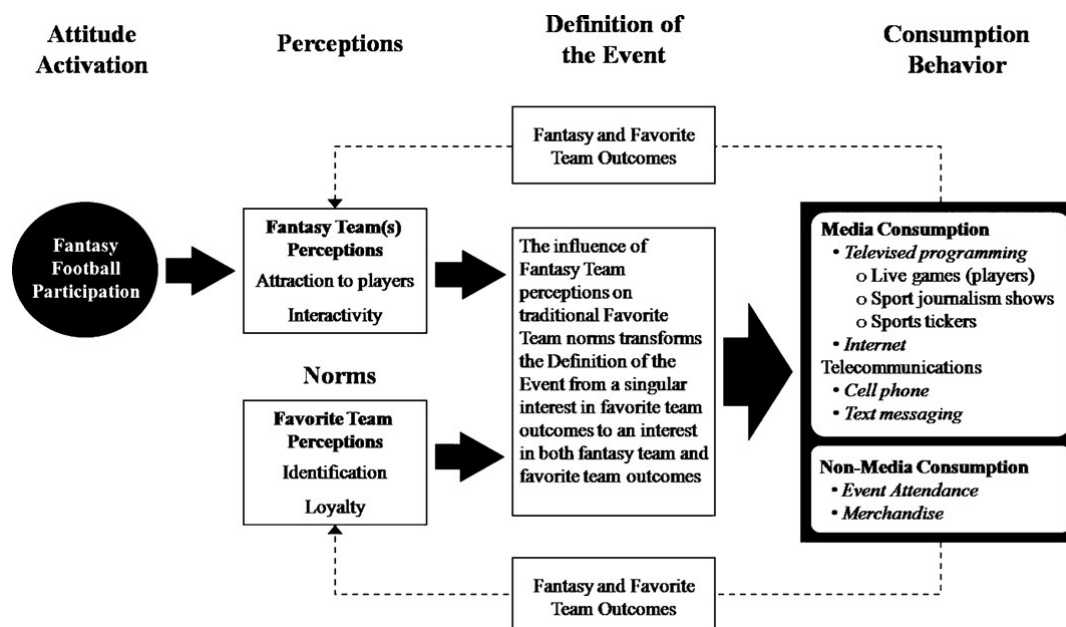 Attitude
Activation
Perceptions
Definition of
the Event
Consumption
Behavior
Fantasy and Favorite
Team Outcomes
Fantasy
Football
Participation
Fantasy Team(s)
Perceptions
Attraction to players
Interactivity
Norms
Favorite Team
Perceptions
Identification
Loyalty
The influence of
Fantasy Team
perceptions on
traditional Favorite
Team norms transforms
the Definition of the
Event from a singular
interest in favorite team
outcomes to an interest
in both fantasy team and
favorite team outcomes
Media Consumption
• Televised programming
o Live games (players)
o Sport journalism shows
o Sports tickers
• Internet
Telecommunications
• Cell phone
• Text messaging
Non-Media Consumption
• Event Attendance
• Merchandise
Fantasy and Favorite
Team Outcomes